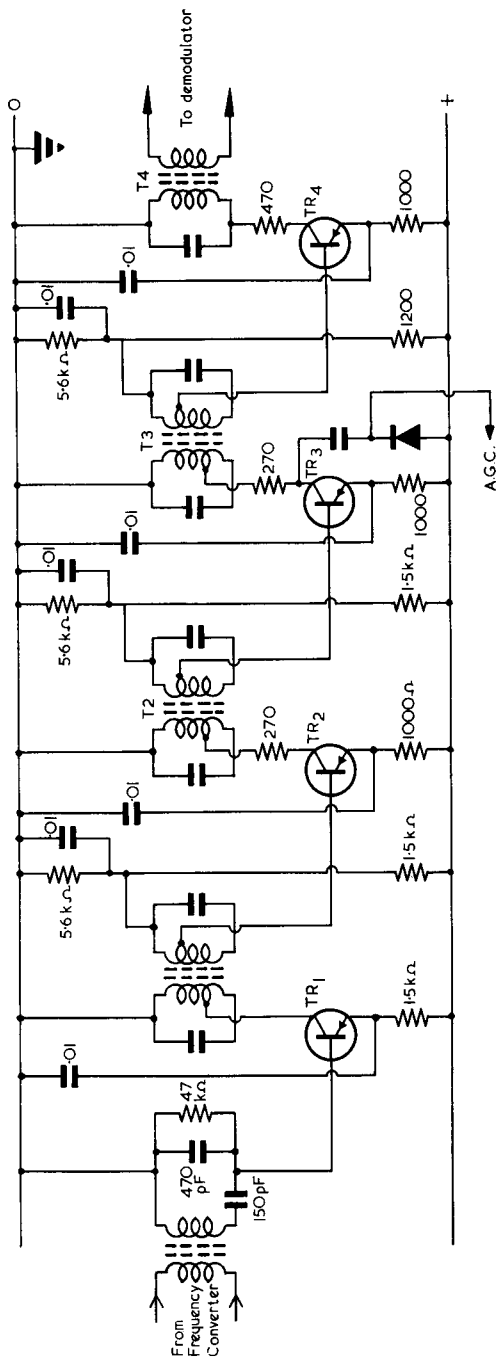 From
Frequency
Converter
470
pF
47
kΩ
150pF
·01
TR1
1·5kΩ
5·6kΩ
·01
1·5kΩ
·01
T2
270
TR2
1000Ω
5·6kΩ
·01
1·5kΩ
·01
T3
270
TR3
1000
A.G.C.
5·6kΩ
·01
1200
·01
T4
470
TR4
1000
To demodulator
O
+